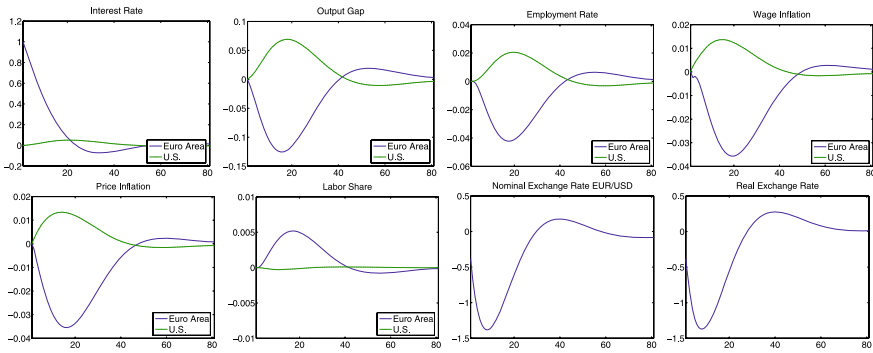 Interest Rate
1.2
1
0.8
0.6
0.4
0.2
0
−0.2
20 40 60 80
Euro Area
U.S.
Output Gap
0.1
0.05
0
−0.05
−0.1
−0.15
20 40 60 80
Euro Area
U.S.
Employment Rate
0.04
0.02
0
−0.02
−0.04
−0.06
20 40 60 80
Euro Area
U.S.
Wage Inflation
0.02
0.01
0
−0.01
−0.02
−0.03
−0.04
20 40 60 80
Euro Area
U.S.
Price Inflation
0.02
0.01
0
−0.01
−0.02
−0.03
−0.04
20 40 60 80
Euro Area
U.S.
Labor Share
0.01
0.005
0
−0.005
−0.01
20 40 60 80
Euro Area
U.S.
Nominal Exchange Rate EUR/USD
0.5
0
−0.5
−1
−1.5
20 40 60 80
Real Exchange Rate
0.5
0
−0.5
−1
−1.5
20 40 60 80